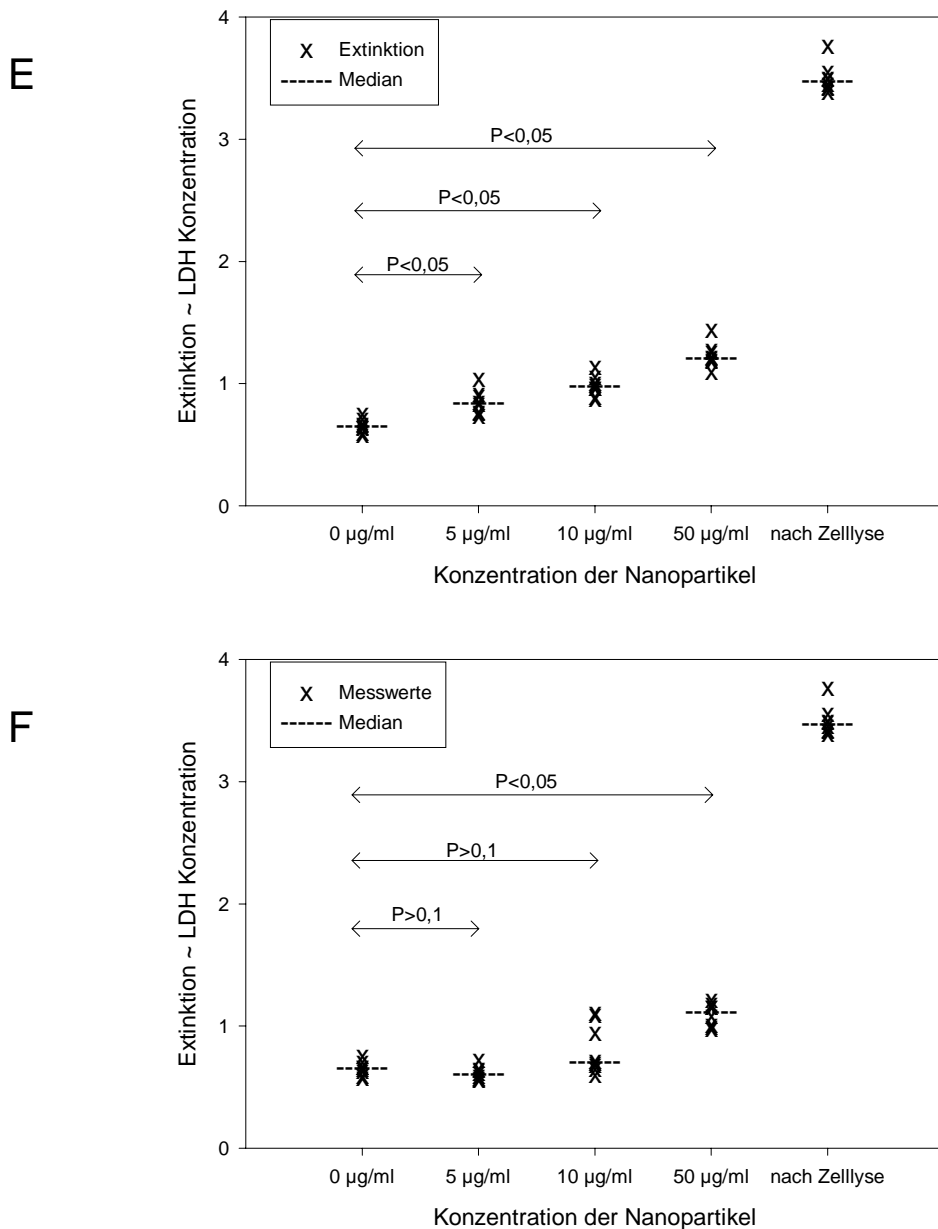 E
Extinktion ~ LDH Konzentration
4
3
2
1
0
X Extinktion
Median
P<0,05
P<0,05
P<0,05
0 µg/ml 5 µg/ml 10 µg/ml 50 µg/ml nach Zelllyse
Konzentration der Nanopartikel
F
Extinktion ~ LDH Konzentration
4
3
2
1
0
X Messwerte
Median
P<0,05
P>0,1
P>0,1
0 µg/ml 5 µg/ml 10 µg/ml 50 µg/ml nach Zelllyse
Konzentration der Nanopartikel